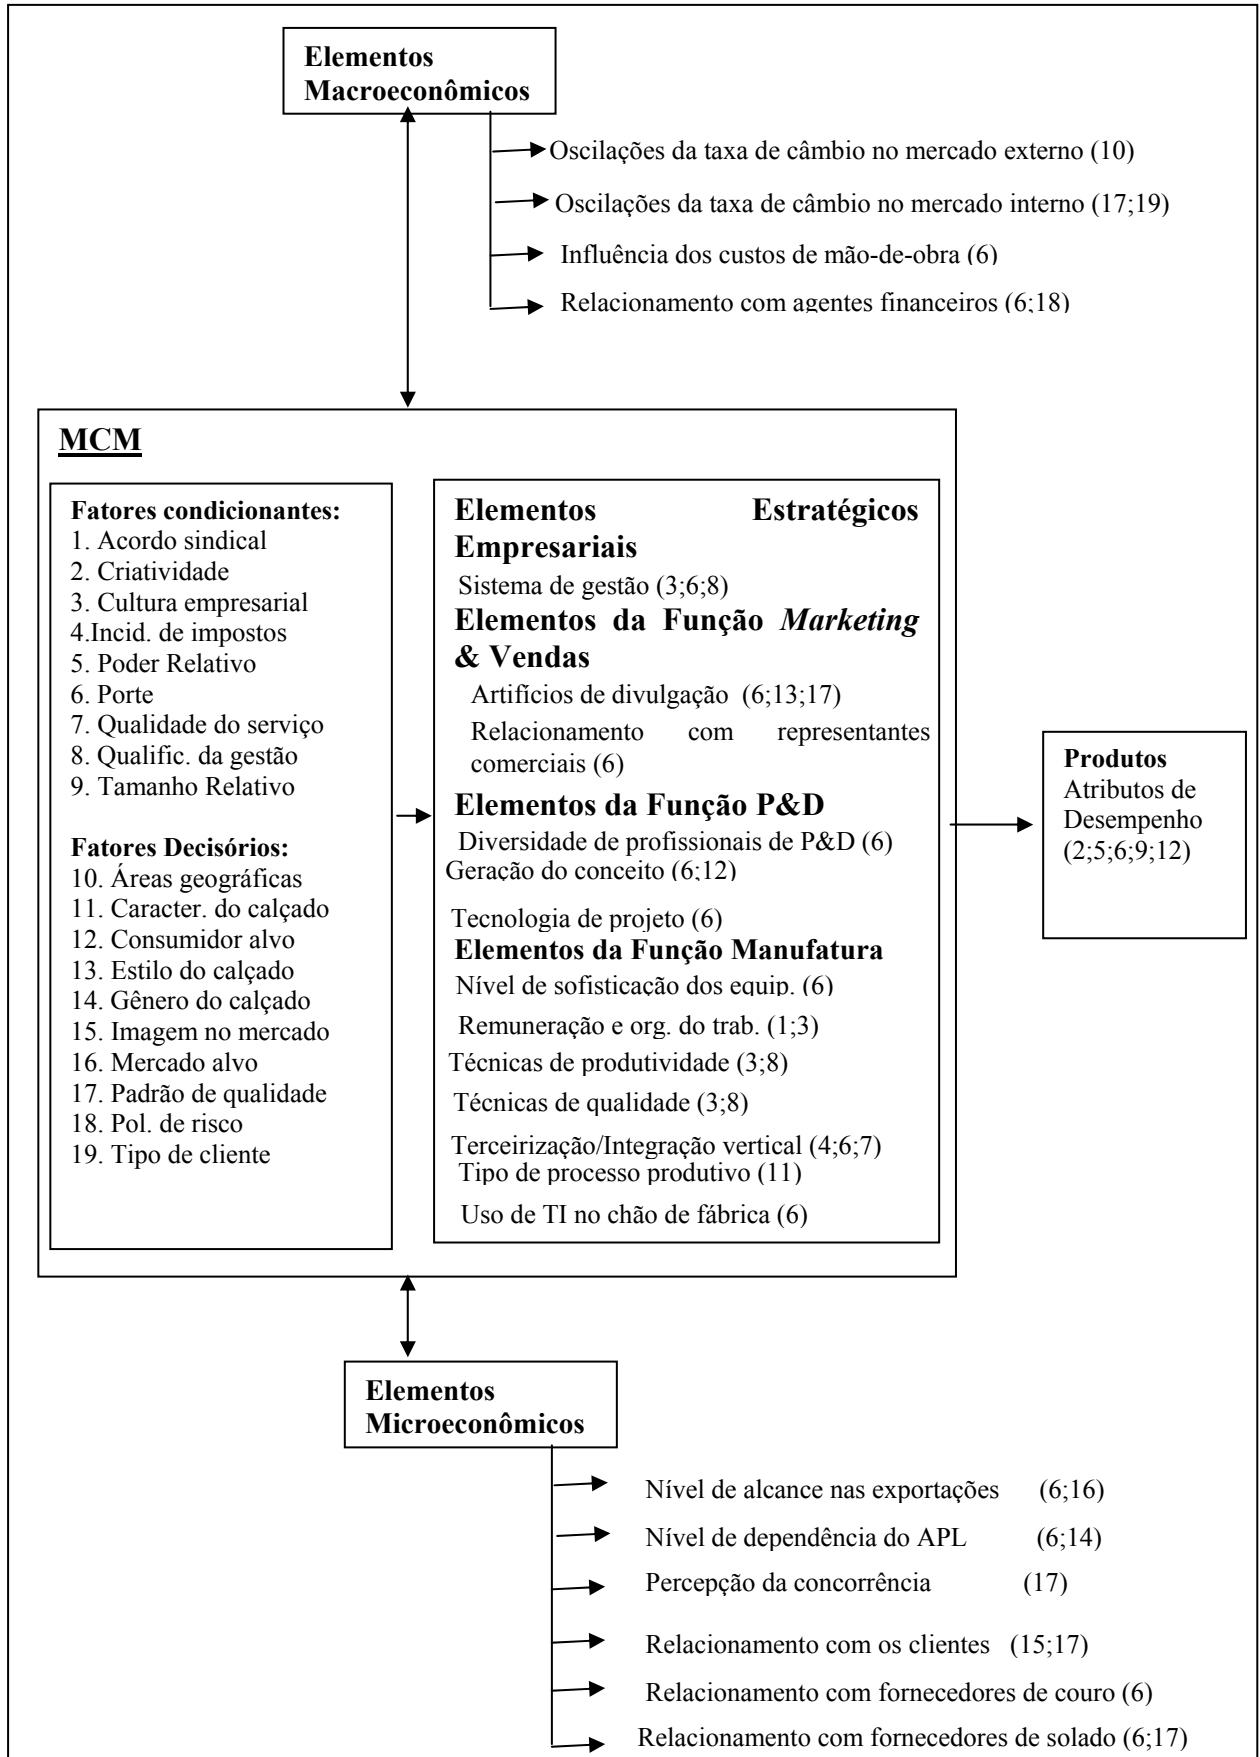 Elementos
Macroeconômicos
Oscilações da taxa de câmbio no mercado externo (10)
Oscilações da taxa de câmbio no mercado interno (17;19)
Influência dos custos de mão-de-obra (6)
Relacionamento com agentes financeiros (6;18)
MCM
Fatores condicionantes:
1. Acordo sindical
2. Criatividade
3. Cultura empresarial
4.Incid. de impostos
5. Poder Relativo
6. Porte
7. Qualidade do serviço
8. Qualific. da gestão
9. Tamanho Relativo
Fatores Decisórios:
10. Áreas geográficas
11. Caracter. do calçado
12. Consumidor alvo
13. Estilo do calçado
14. Gênero do calçado
15. Imagem no mercado
16. Mercado alvo
17. Padrão de qualidade
18. Pol. de risco
19. Tipo de cliente
Elementos Estratégicos
Empresariais
Sistema de gestão (3;6;8)
Elementos da Função Marketing
& Vendas
Artifícios de divulgação (6;13;17)
Relacionamento com representantes
comerciais (6)
Elementos da Função P&D
Diversidade de profissionais de P&D (6)
Geração do conceito (6;12)
Tecnologia de projeto (6)
Elementos da Função Manufatura
Nível de sofisticação dos equip. (6)
Remuneração e org. do trab. (1;3)
Técnicas de produtividade (3;8)
Técnicas de qualidade (3;8)
Terceirização/Integração vertical (4;6;7)
Tipo de processo produtivo (11)
Uso de TI no chão de fábrica (6)
Produtos
Atributos de
Desempenho
(2;5;6;9;12)
Elementos
Microeconômicos
Nível de alcance nas exportações (6;16)
Nível de dependência do APL (6;14)
Percepção da concorrência (17)
Relacionamento com os clientes (15;17)
Relacionamento com fornecedores de couro (6)
Relacionamento com fornecedores de solado (6;17)